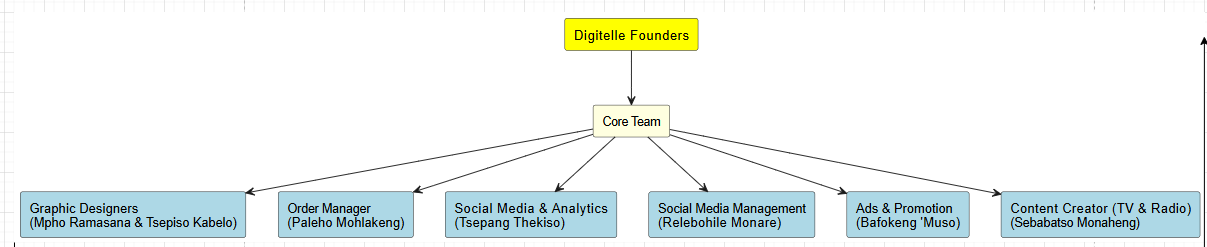 Digitelle Founders
Core Team
Graphic Designers
(Mpho Ramasana & Tsepiso Kabelo)
Order Manager
(Paleho Mohlakeng)
Social Media & Analytics
(Tsepang Thekiso)
Social Media Management
(Relebohile Monare)
Ads & Promotion
(Bafokeng 'Muso)
Content Creator (TV & Radio)
(Sebabatso Monaheng)